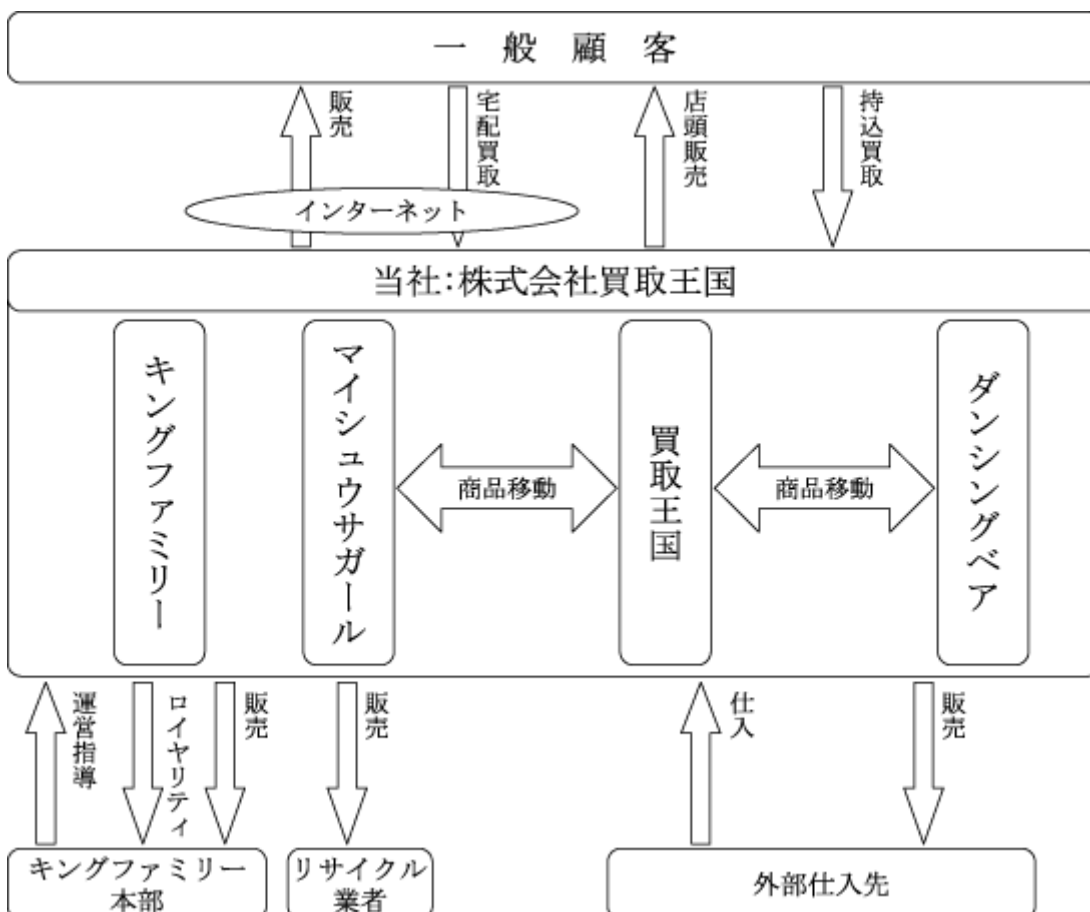 一般顧客
販売
宅配買取
店頭販売
持込買取
インターネット
当社:株式会社買取王国
キングファミリー
マイシュウサガール
買取王国
ダンシングベア
商品移動
商品移動
運営指導
ロイヤリティ
販売
販売
仕入
販売
キングファミリー
本部
リサイクル
業者
外部仕入先